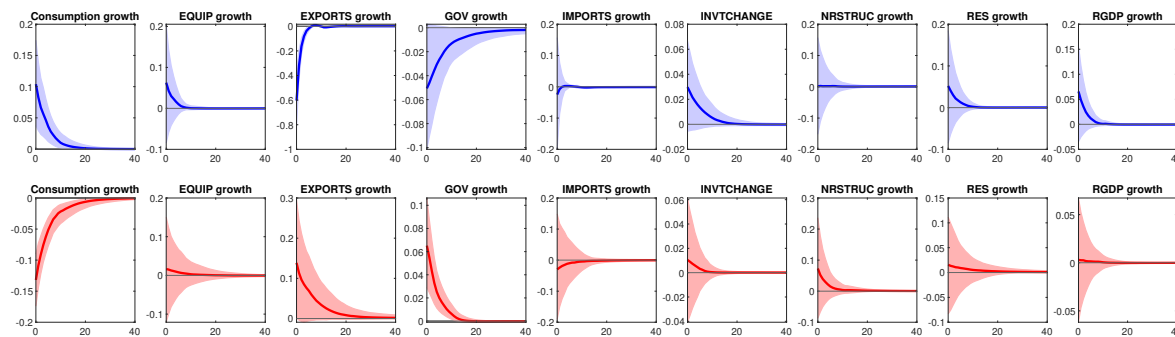 Consumption growth EQUIP growth EXPORTS growth GOV growth IMPORTS growth INVTCHANGE NRSTRUC growth RES growth RGDP growth
0.2 0.2 0 0 0.2 0.08 0.2 0.2 0.2
0.15 0.1 -0.2 -0.02 0.1 0.06 0.1 0.1 0.15
0.1 0 -0.4 -0.04 0 0.04 0 0 0.1
0.05 -0.1 -0.6 -0.06 -0.1 0.02 -0.1 -0.1 0.05
0 -0.8 -0.08 -0.2 0 -0.2 0
-1 -0.1 -0.02 -0.05
0 20 40 0 20 40 0 20 40 0 20 40 0 20 40 0 20 40 0 20 40 0 20 40 0 20 40
Consumption growth EQUIP growth EXPORTS growth GOV growth IMPORTS growth INVTCHANGE NRSTRUC growth RES growth RGDP growth
0 0.2 0.3 0.1 0.2 0.06 0.3 0.15 0.05
-0.05 0.1 0.2 0.08 0.1 0.04 0.2 0.1 0
-0.1 0 0.1 0.06 0 0.02 0.1 0.05 -0.05
-0.15 -0.1 0 0.04 -0.1 0 0 0
-0.2 0.02 -0.2 -0.02 -0.1 -0.05
0 -0.04 -0.1
0 20 40 0 20 40 0 20 40 0 20 40 0 20 40 0 20 40 0 20 40 0 20 40 0 20 40